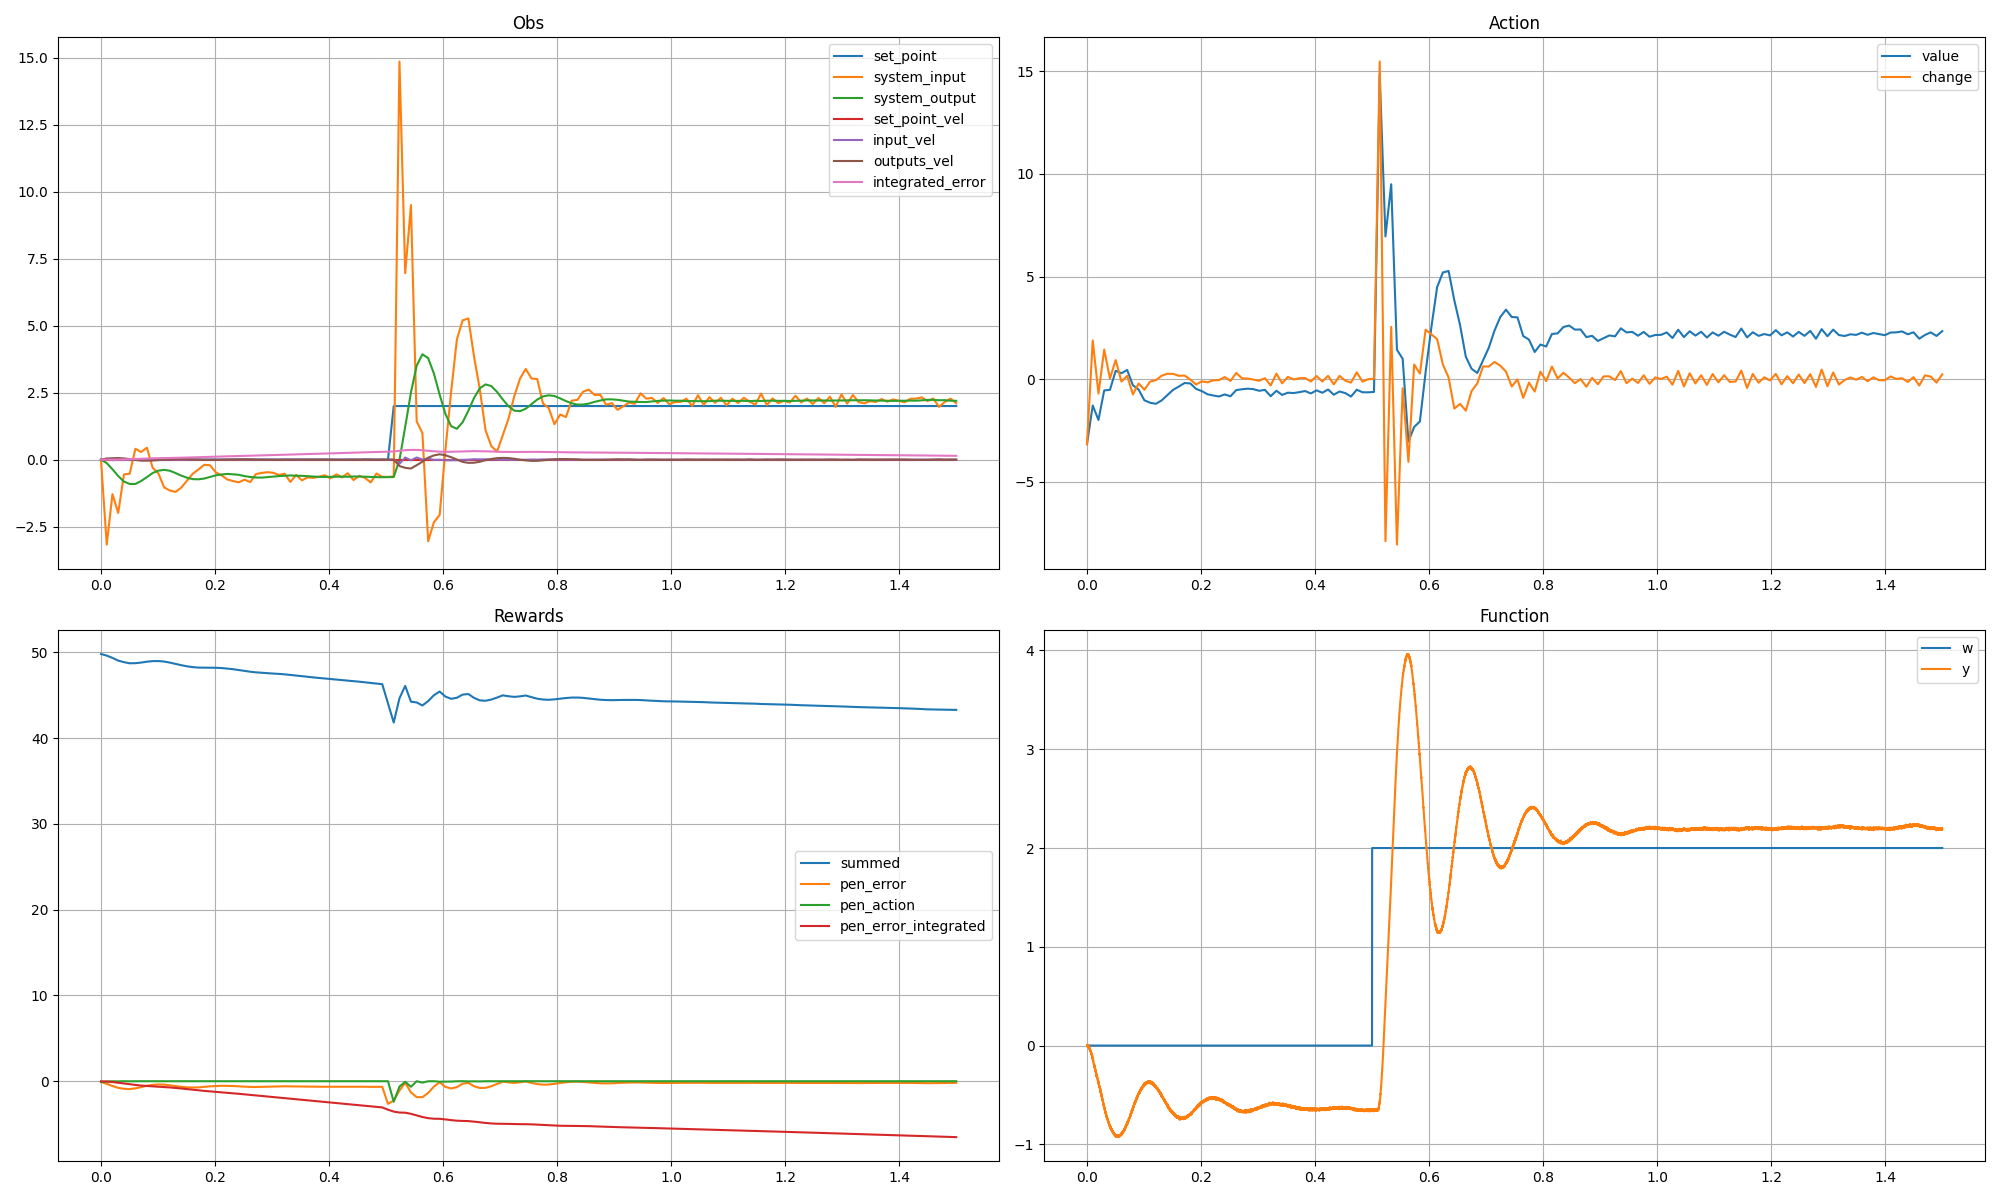 Obs
15.0
12.5
10.0
7.5
5.0
2.5
0.0
−2.5
0.0 0.2 0.4 0.6 0.8 1.0 1.2 1.4
set_point
system_input
system_output
set_point_vel
input_vel
outputs_vel
integrated_error
Action
15
10
5
0
−5
0.0 0.2 0.4 0.6 0.8 1.0 1.2 1.4
value
change
Rewards
50
40
30
20
10
0
0.0 0.2 0.4 0.6 0.8 1.0 1.2 1.4
summed
pen_error
pen_action
pen_error_integrated
Function
4
3
2
1
0
−1
0.0 0.2 0.4 0.6 0.8 1.0 1.2 1.4
w
y